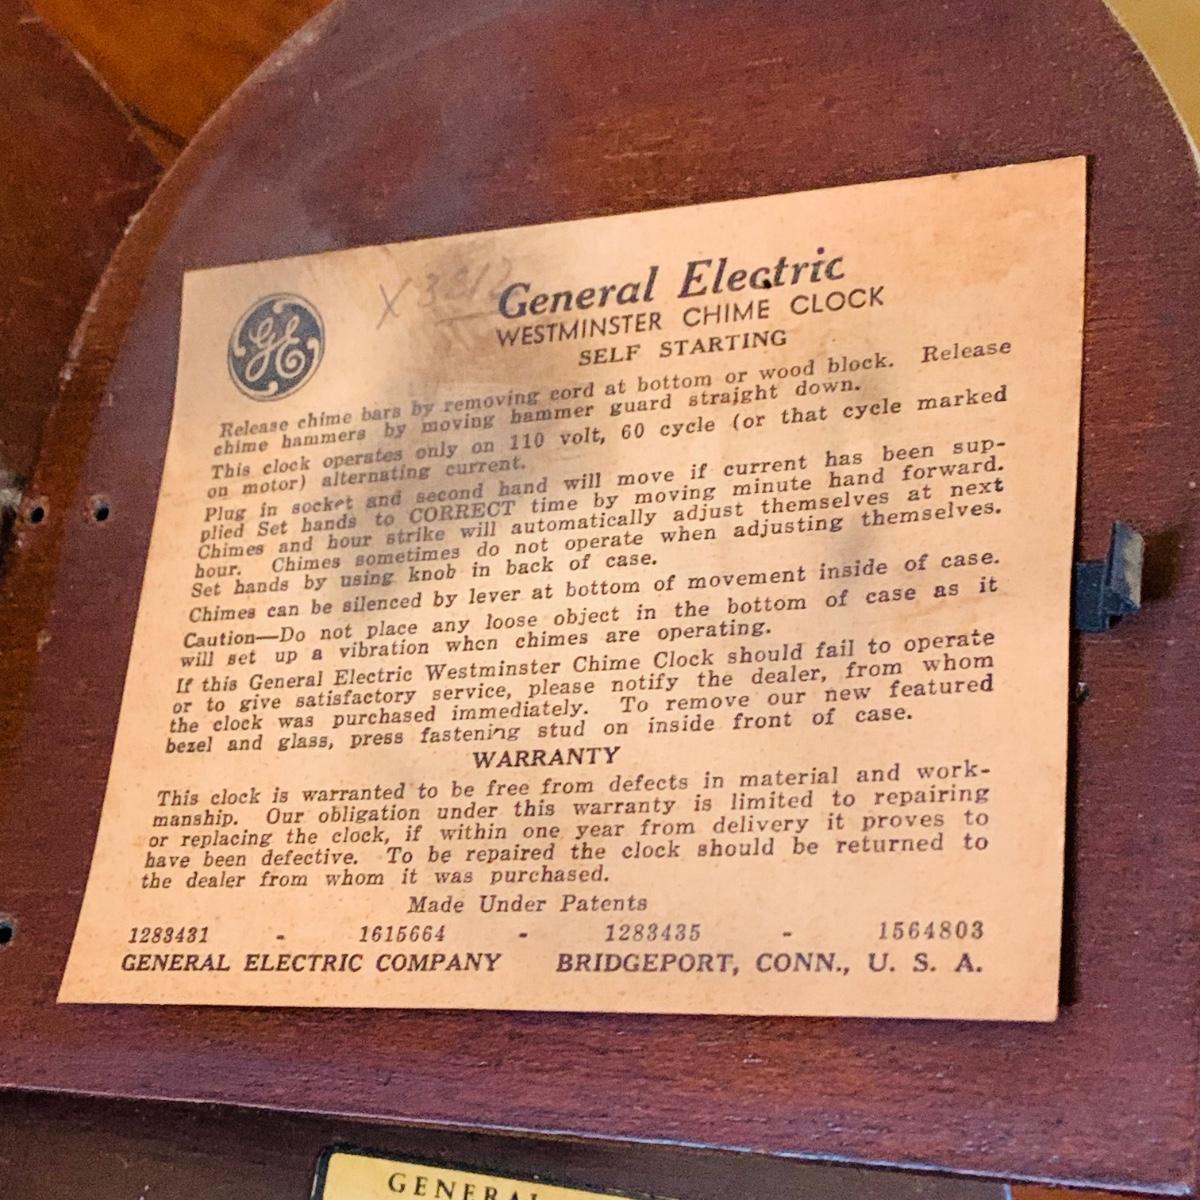 GE
General Electric
WESTMINSTER CHIME CLOCK
SELF STARTING
Release chime bars by removing cord at bottom or wood block. Release
chime hammers by moving hammer guard straight down.
This clock operates only on 110 volt, 60 cycle (or that cycle marked
on motor) alternating current.
Plug in socket and second hand will move if current has been sup-
plied Set hands to CORRECT time by moving minute hand forward.
Chimes and hour strike will automatically adjust themselves at next
hour. Chimes sometimes do not operate when adjusting themselves.
Set hands by using knob in back of case.
Chimes can be silenced by lever at bottom of movement inside of case.
Caution—Do not place any loose object in the bottom of case as it
will set up a vibration when chimes are operating.
If this General Electric Westminster Chime Clock should fail to operate
or to give satisfactory service, please notify the dealer, from whom
the clock was purchased immediately. To remove our new featured
bezel and glass, press fastening stud on inside front of case.
WARRANTY
This clock is warranted to be free from defects in material and work-
manship. Our obligation under this warranty is limited to repairing
or replacing the clock, if within one year from delivery it proves to
have been defective. To be repaired the clock should be returned to
the dealer from whom it was purchased.
Made Under Patents
1283431 - 1615664 - 1283435 - 1564803
GENERAL ELECTRIC COMPANY BRIDGEPORT, CONN., U. S. A.
GENERAL